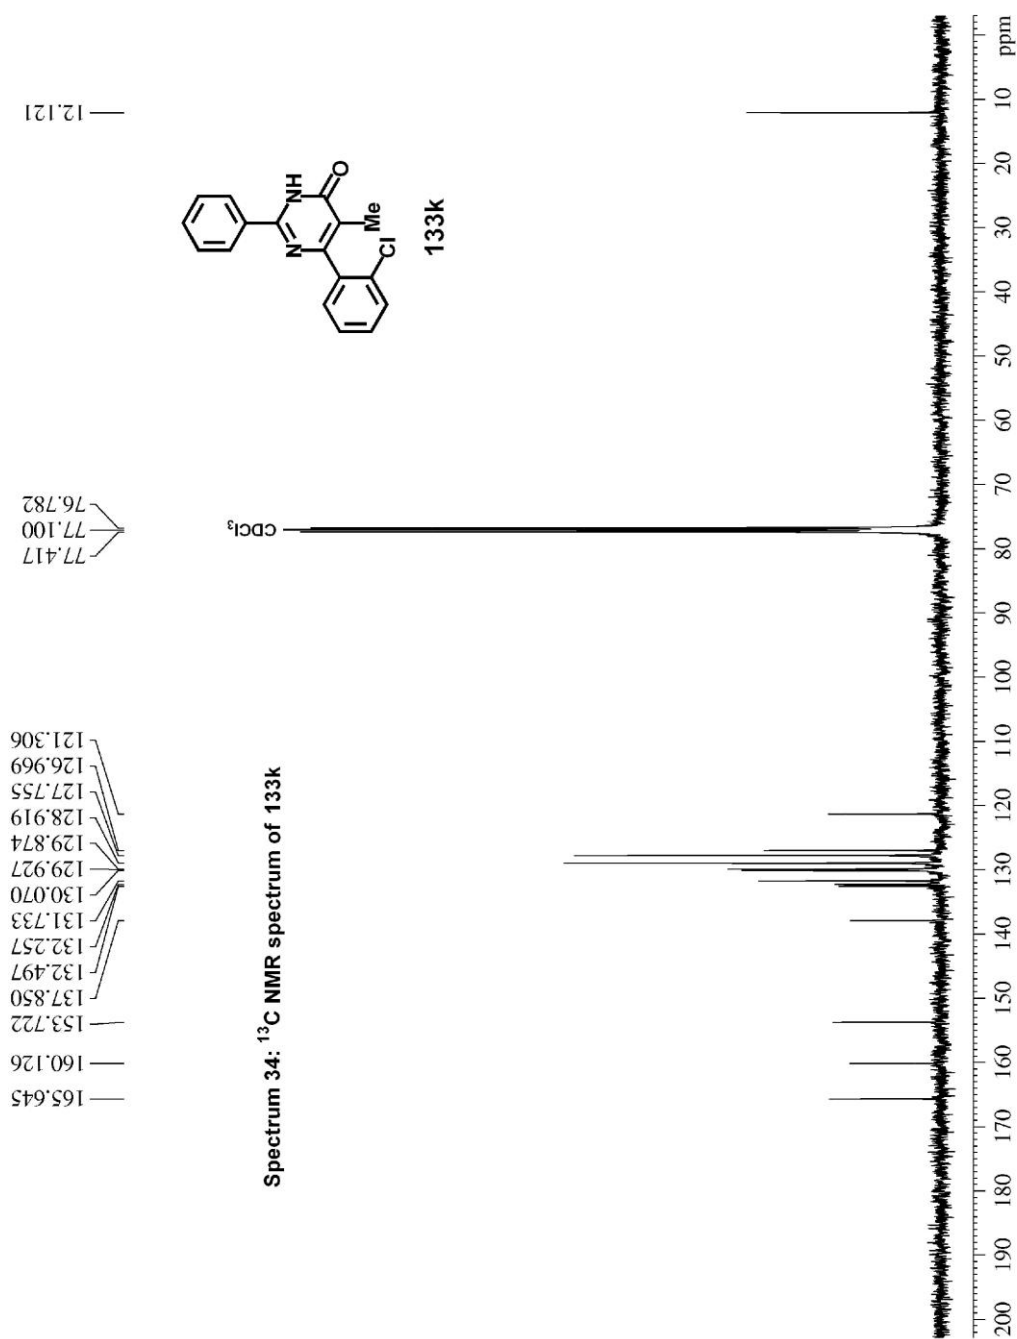 165.645
160.126
153.722
137.850
132.497
132.257
131.733
130.070
129.927
129.874
128.919
127.755
126.969
121.306
77.417
77.100
76.782
12.121
CDCl₃
NH
N
O
Me
Cl
133k
Spectrum 34: ¹³C NMR spectrum of 133k
200 190 180 170 160 150 140 130 120 110 100 90 80 70 60 50 40 30 20 10 ppm